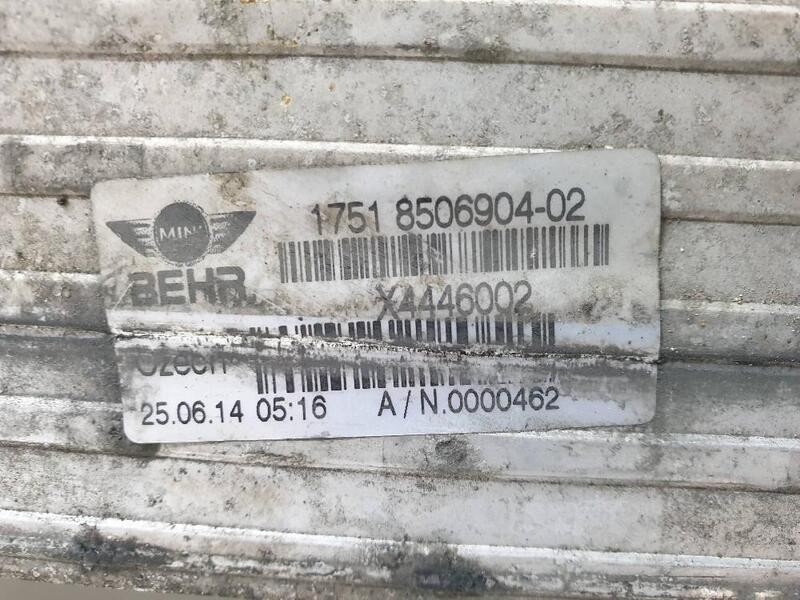 1751 8506904-02
MINI
BEHR
X4446002
Czech
25.06.14 05:16 A/N.0000462